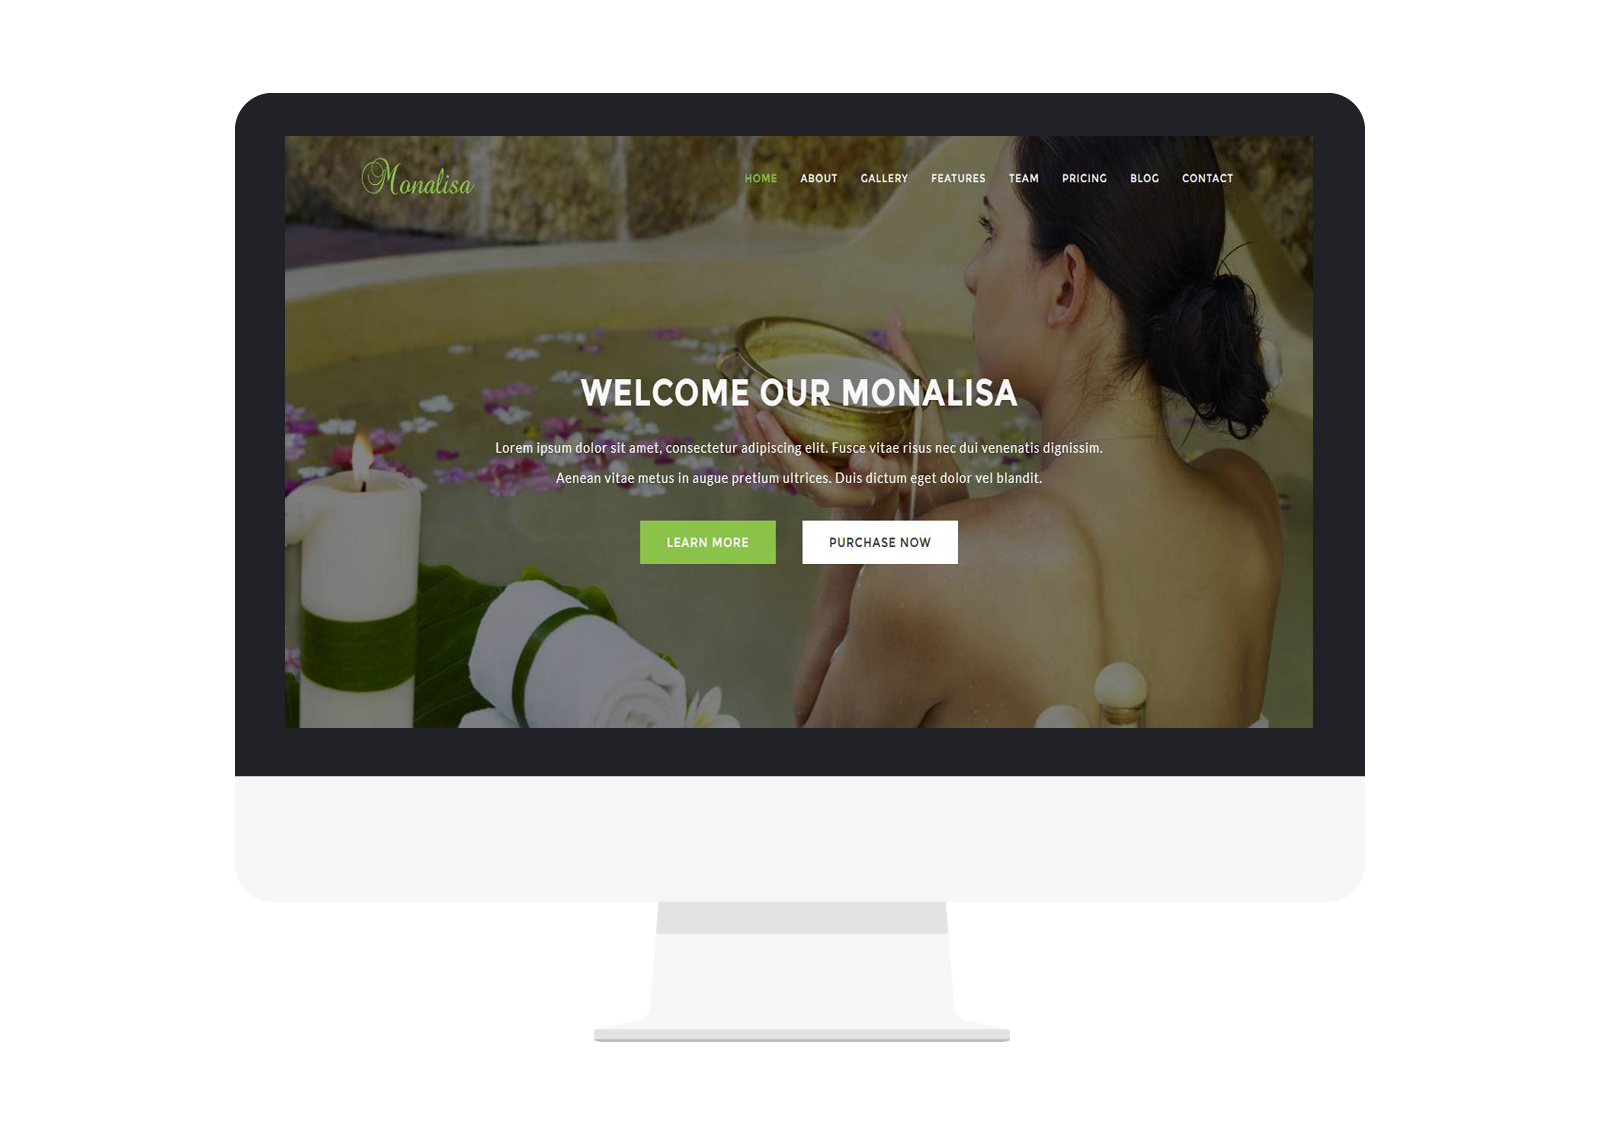 Monalisa
HOME ABOUT GALLERY FEATURES TEAM PRICING BLOG CONTACT
WELCOME OUR MONALISA
Lorem ipsum dolor sit amet, consectetur adipiscing elit. Fusce vitae risus nec dui venenatis dignissim.
Aenean vitae metus in augue pretium ultrices. Duis dictum eget dolor vel blandit.
LEARN MORE PURCHASE NOW